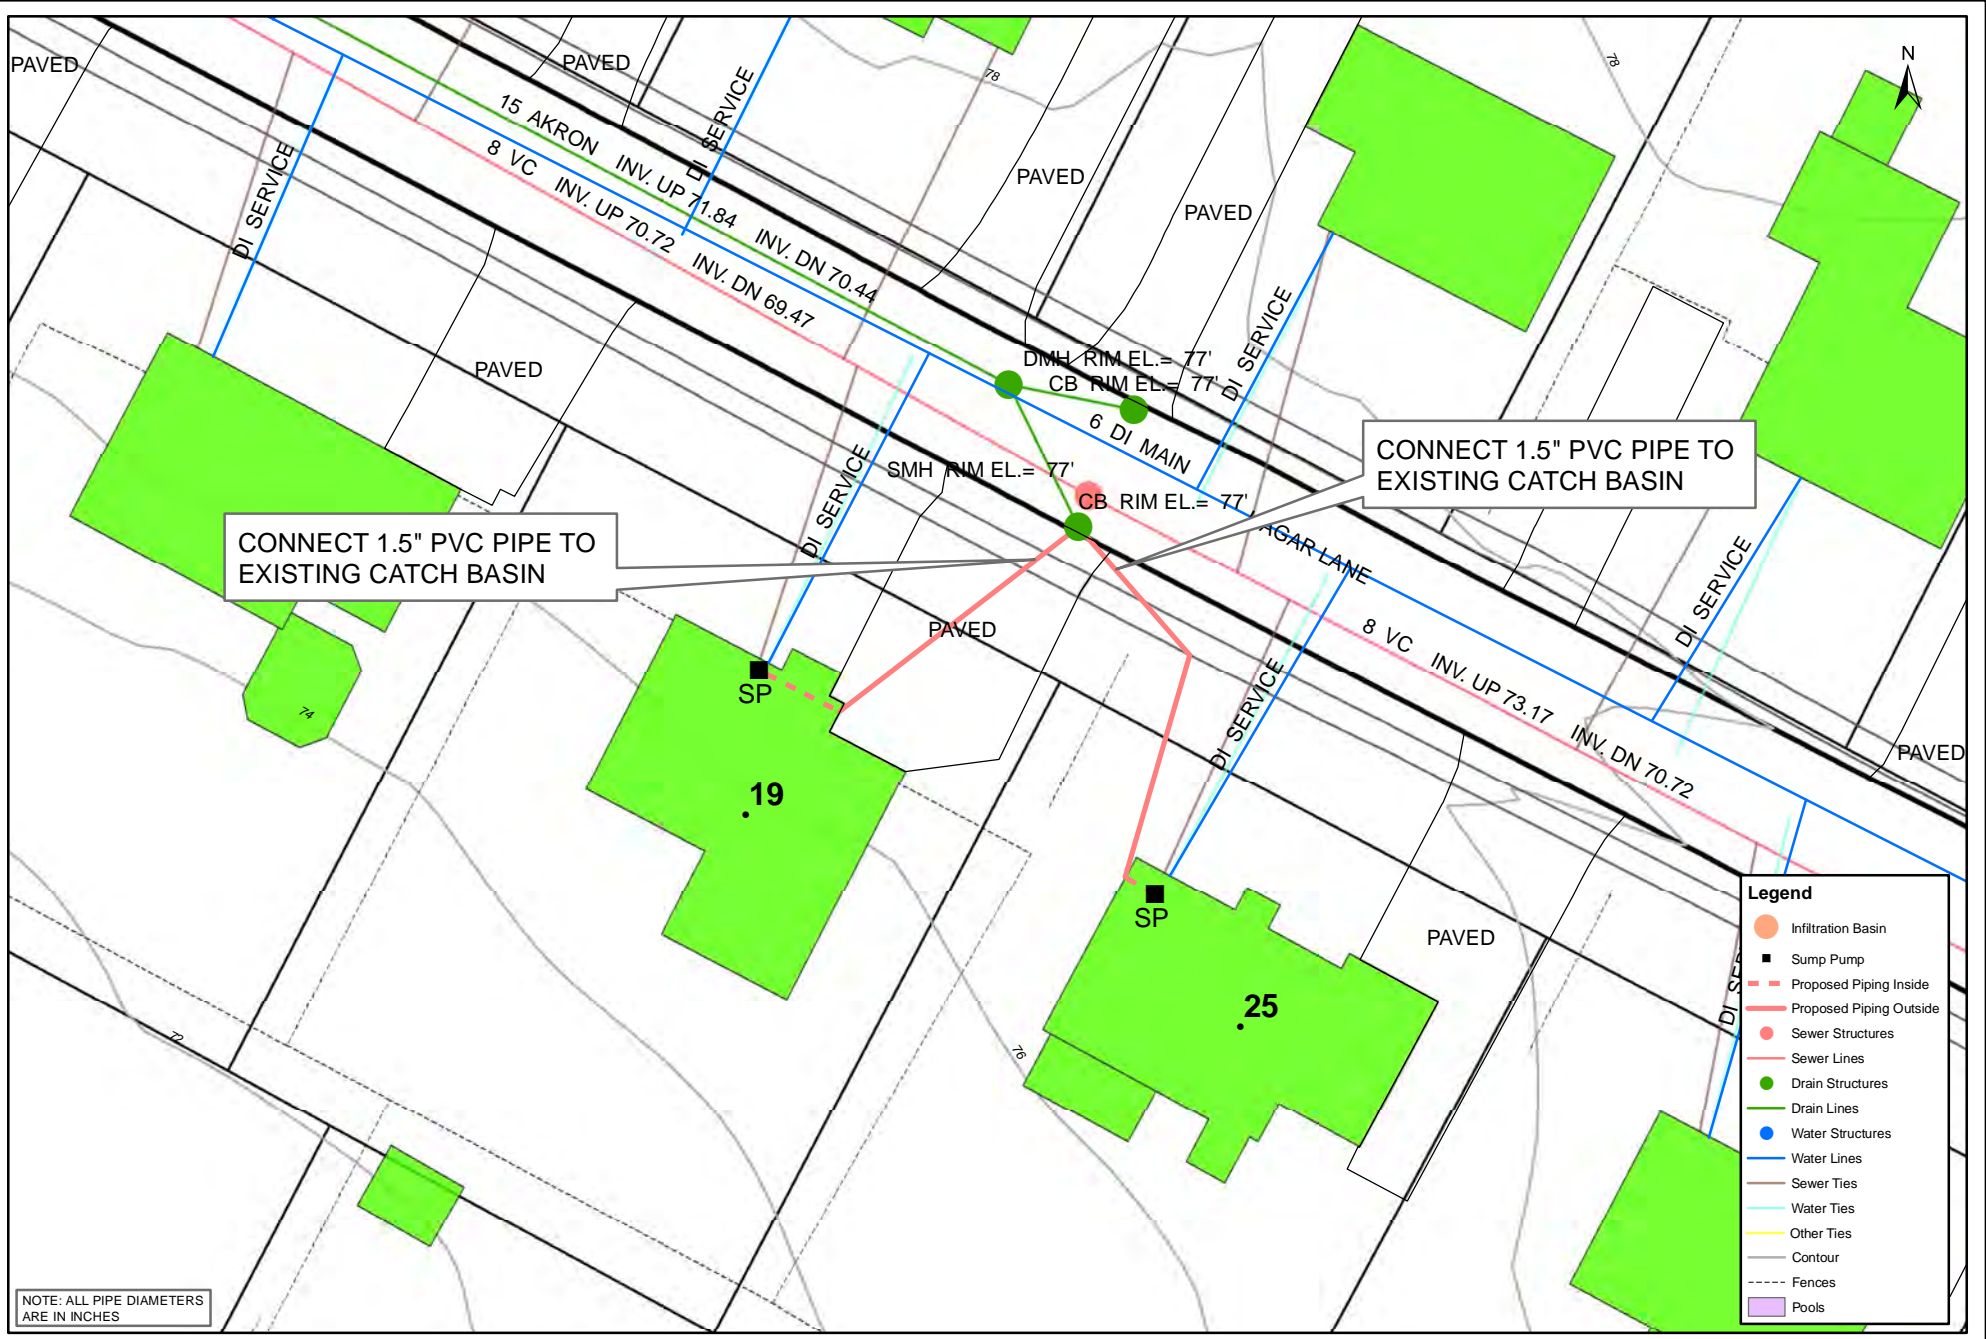 PAVED
PAVED
78
78
N
DI SERVICE
15 AKRON INV. UP 71.84 INV. DN 70.44
8 VC INV. UP 70.72 INV. DN 69.47
DI SERVICE
PAVED
PAVED
DI SERVICE
PAVED
DMH RIM EL.= 77'
CB RIM EL.= 77'
6 DI MAIN
SMH RIM EL.= 77'
CB RIM EL.= 77'
CONNECT 1.5" PVC PIPE TO
EXISTING CATCH BASIN
CONNECT 1.5" PVC PIPE TO
EXISTING CATCH BASIN
DI SERVICE
AGAR LANE
DI SERVICE
PAVED
8 VC INV. UP 73.17 INV. DN 70.72
SP
DI SERVICE
74
PAVED
19
SP
PAVED
25
72
76
DI SE
Legend
Infiltration Basin
Sump Pump
Proposed Piping Inside
Proposed Piping Outside
Sewer Structures
Sewer Lines
Drain Structures
Drain Lines
Water Structures
Water Lines
Sewer Ties
Water Ties
Other Ties
Contour
Fences
Pools
NOTE: ALL PIPE DIAMETERS
ARE IN INCHES